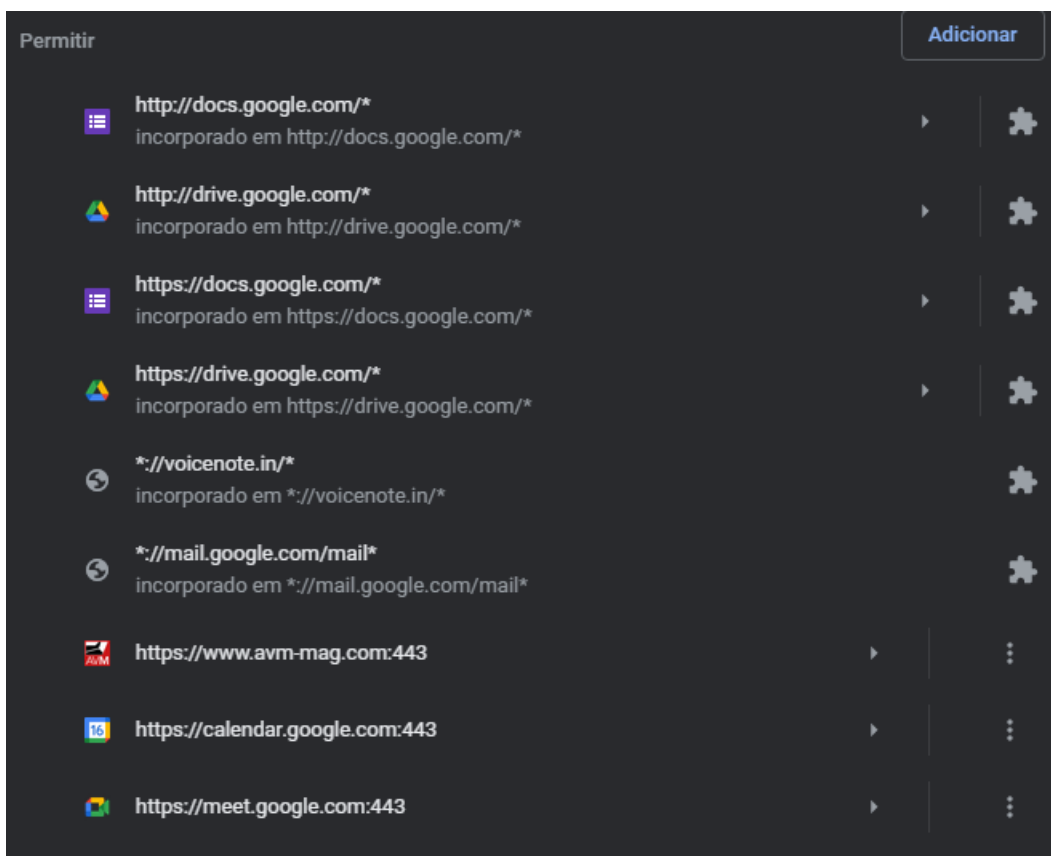 Permitir
Adicionar
http://docs.google.com/*
incorporado em http://docs.google.com/*
http://drive.google.com/*
incorporado em http://drive.google.com/*
https://docs.google.com/*
incorporado em https://docs.google.com/*
https://drive.google.com/*
incorporado em https://drive.google.com/*
*://voicenote.in/*
incorporado em *://voicenote.in/*
*://mail.google.com/mail*
incorporado em *://mail.google.com/mail*
AVM
https://www.avm-mag.com:443
16
https://calendar.google.com:443
https://meet.google.com:443